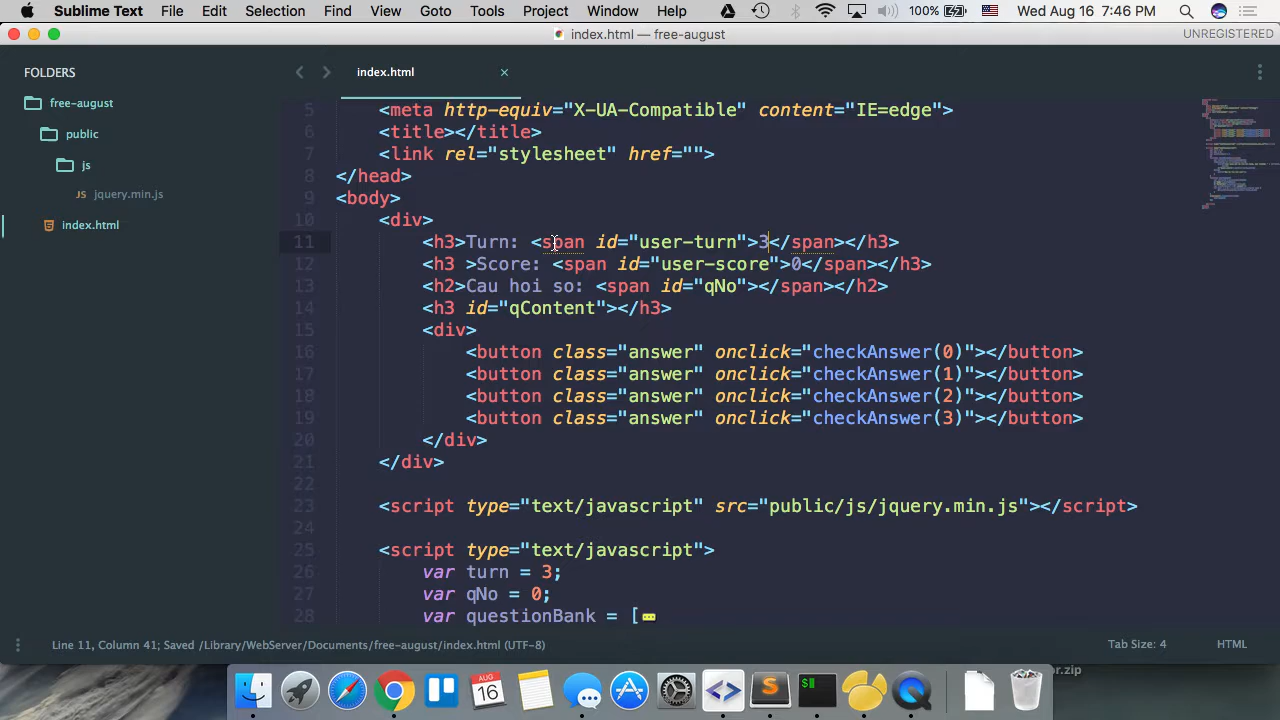 Sublime Text File Edit Selection Find View Goto Tools Project Window Help 100% Wed Aug 16 7:46 PM
index.html — free-august UNREGISTERED
FOLDERS
free-august
public
js
JS jquery.min.js
index.html
index.html ×
5 <meta http-equiv="X-UA-Compatible" content="IE=edge">
6 <title></title>
7 <link rel="stylesheet" href="">
8 </head>
9 <body>
10 <div>
11 <h3>Turn: <span id="user-turn">3</span></h3>
12 <h3 >Score: <span id="user-score">0</span></h3>
13 <h2>Cau hoi so: <span id="qNo"></span></h2>
14 <h3 id="qContent"></h3>
15 <div>
16 <button class="answer" onclick="checkAnswer(0)"></button>
17 <button class="answer" onclick="checkAnswer(1)"></button>
18 <button class="answer" onclick="checkAnswer(2)"></button>
19 <button class="answer" onclick="checkAnswer(3)"></button>
20 </div>
21 </div>
22
23 <script type="text/javascript" src="public/js/jquery.min.js"></script>
24
25 <script type="text/javascript">
26 var turn = 3;
27 var qNo = 0;
28 var questionBank = [
Line 11, Column 41; Saved /Library/WebServer/Documents/free-august/index.html (UTF-8) Tab Size: 4 HTML
or.zip
AUG
16